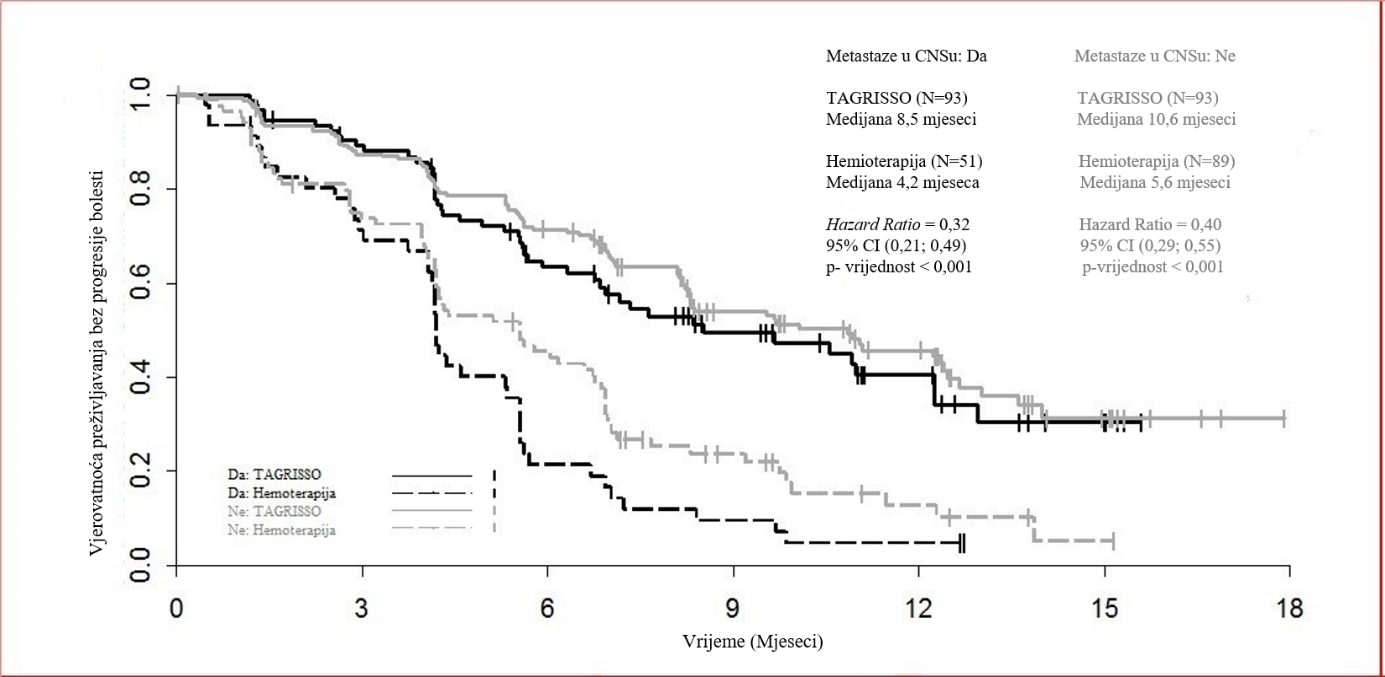 Metastaze u CNSu: Da
TAGRISSO (N=93)
Medijana 8,5 mjeseci
Hemioterapija (N=51)
Medijana 4,2 mjeseca
Hazard Ratio = 0,32
95% CI (0,21; 0,49)
p- vrijednost < 0,001
Metastaze u CNSu: Ne
TAGRISSO (N=93)
Medijana 10,6 mjeseci
Hemioterapija (N=89)
Medijana 5,6 mjeseci
Hazard Ratio = 0,40
95% CI (0,29; 0,55)
p-vrijednost < 0,001
Vjerovatnoća preživljavanja bez progresije bolesti
1.0
0.8
0.6
0.4
0.2
0.0
Da: TAGRISSO
Da: Hemoterapija
Ne: TAGRISSO
Ne: Hemoterapija
0 3 6 9 12 15 18
Vrijeme (Mjeseci)